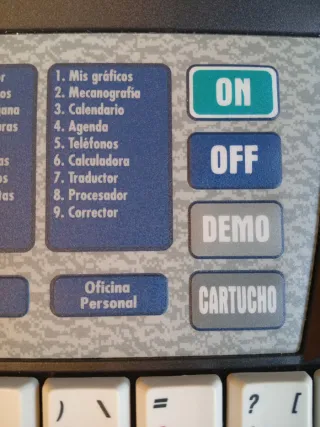 1. Mis gráficos
2. Mecanografía
3. Calendario
4. Agenda
5. Teléfonos
6. Calculadora
7. Traductor
8. Procesador
9. Corrector
Oficina
Personal
ON
OFF
DEMO
CARTUCHO
) \
=
? [